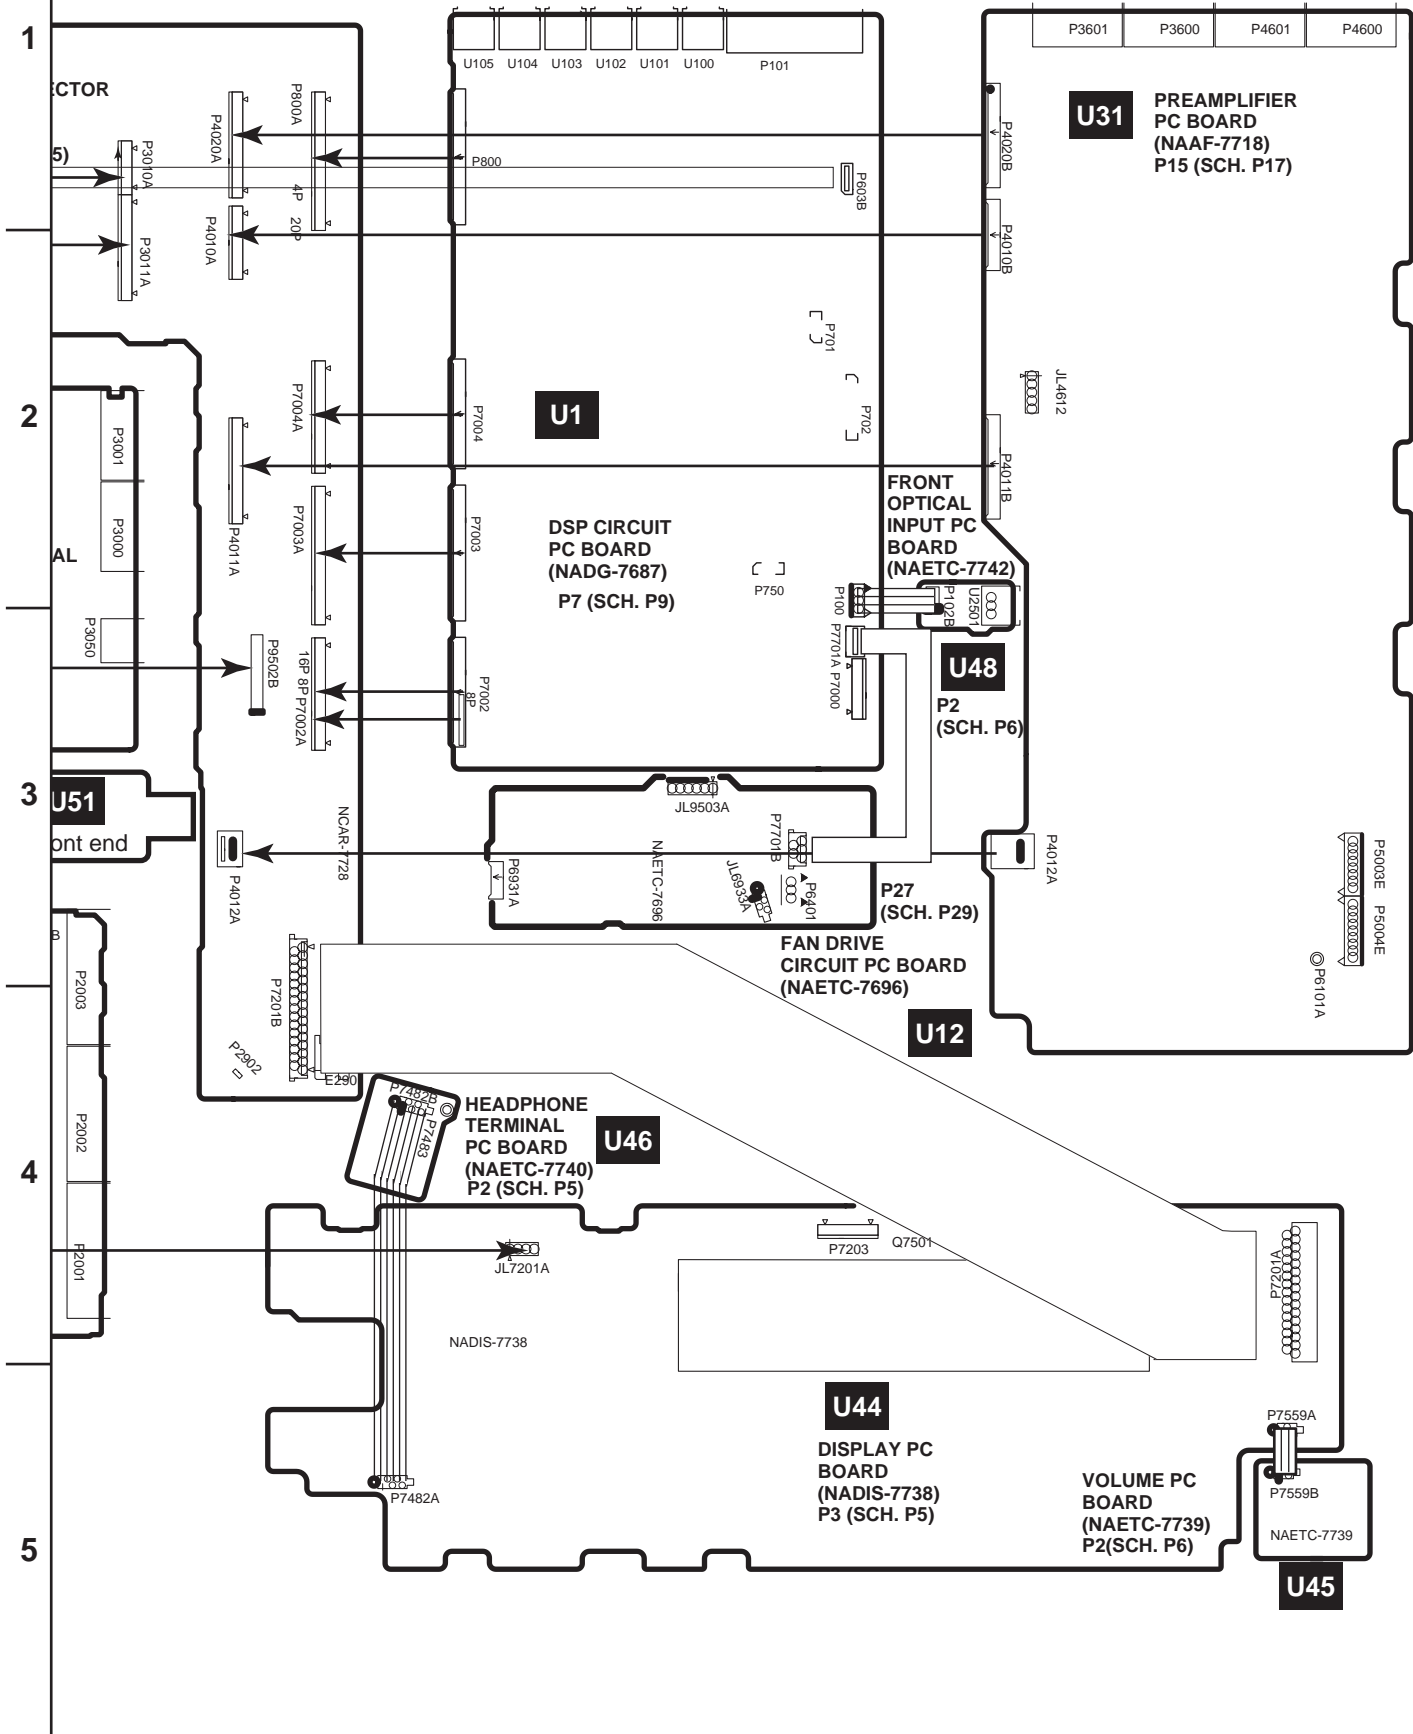 1
2
3
4
5
ECTOR
5)
P3010A
P3011A
P4020A
P4010A
P800A
4P
20P
U105
U104
U103
U102
U101
U100
P101
P800
P603B
P3601
P3600
P4601
P4600
U31
PREAMPLIFIER
PC BOARD
(NAAF-7718)
P15 (SCH. P17)
P4020B
P4010B
P701
P702
JL4612
P4011B
P3001
P3000
P3050
AL
P7004A
P4011A
P7003A
P7004
P7003
U1
DSP CIRCUIT
PC BOARD
(NADG-7687)
P7 (SCH. P9)
P750
FRONT
OPTICAL
INPUT PC
BOARD
(NAETC-7742)
P100
P102B
U2501
U48
P2
(SCH. P6)
P7701A
P7000
P9502B
16P
8P
P7002A
P7002
8P
U51
ont end
P4012A
NCAR-7728
JL9503A
P6931A
NAETC-7696
P7701B
JL6933A
P6401
P27
(SCH. P29)
P4012A
P5003E
P5004E
P6101A
FAN DRIVE
CIRCUIT PC BOARD
(NAETC-7696)
U12
B
P2003
P2002
P2001
P7201B
P2902
E290
P7482B
P7483
HEADPHONE
TERMINAL
PC BOARD
(NAETC-7740)
P2 (SCH. P5)
U46
JL7201A
P7203
Q7501
P7201A
NADIS-7738
U44
DISPLAY PC
BOARD
(NADIS-7738)
P3 (SCH. P5)
P7482A
P7559A
P7559B
VOLUME PC
BOARD
(NAETC-7739)
P2(SCH. P6)
NAETC-7739
U45